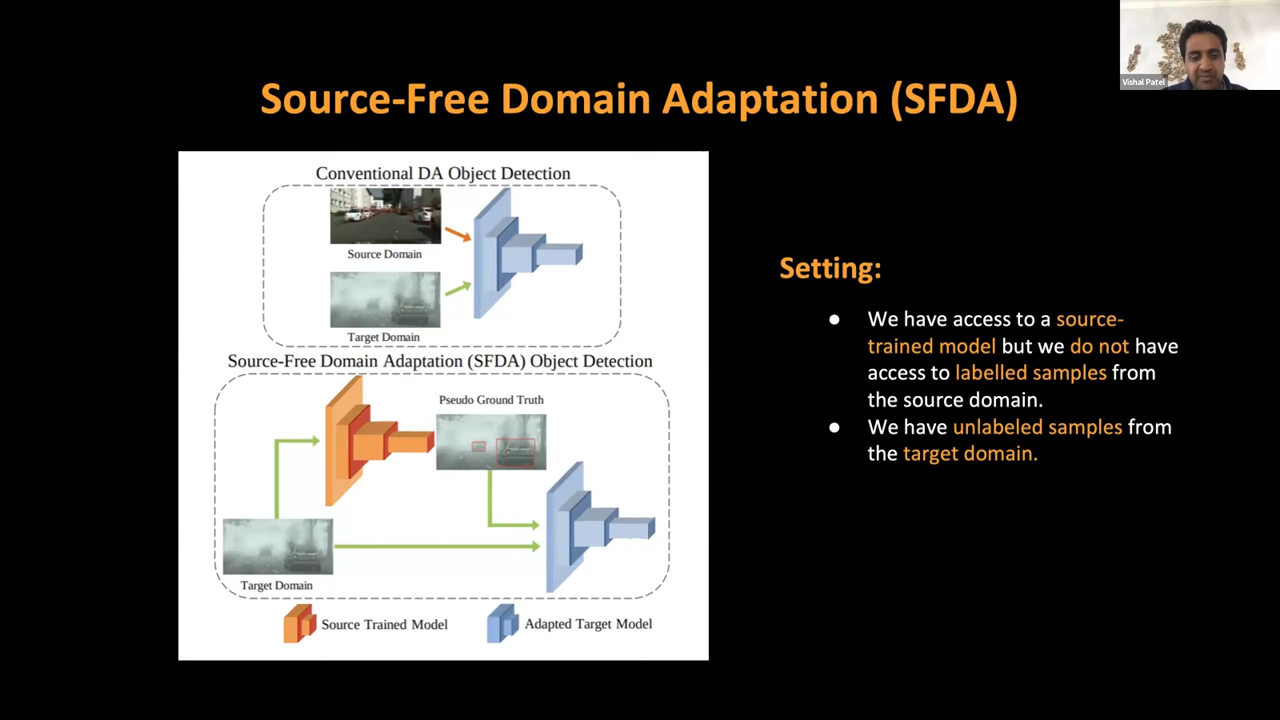 Vishal Patel
Source-Free Domain Adaptation (SFDA)
Conventional DA Object Detection
Source Domain
Target Domain
Source-Free Domain Adaptation (SFDA) Object Detection
Pseudo Ground Truth
Target Domain
Source Trained Model
Adapted Target Model
Setting:
● We have access to a source-
trained model but we do not have
access to labelled samples from
the source domain.
● We have unlabeled samples from
the target domain.